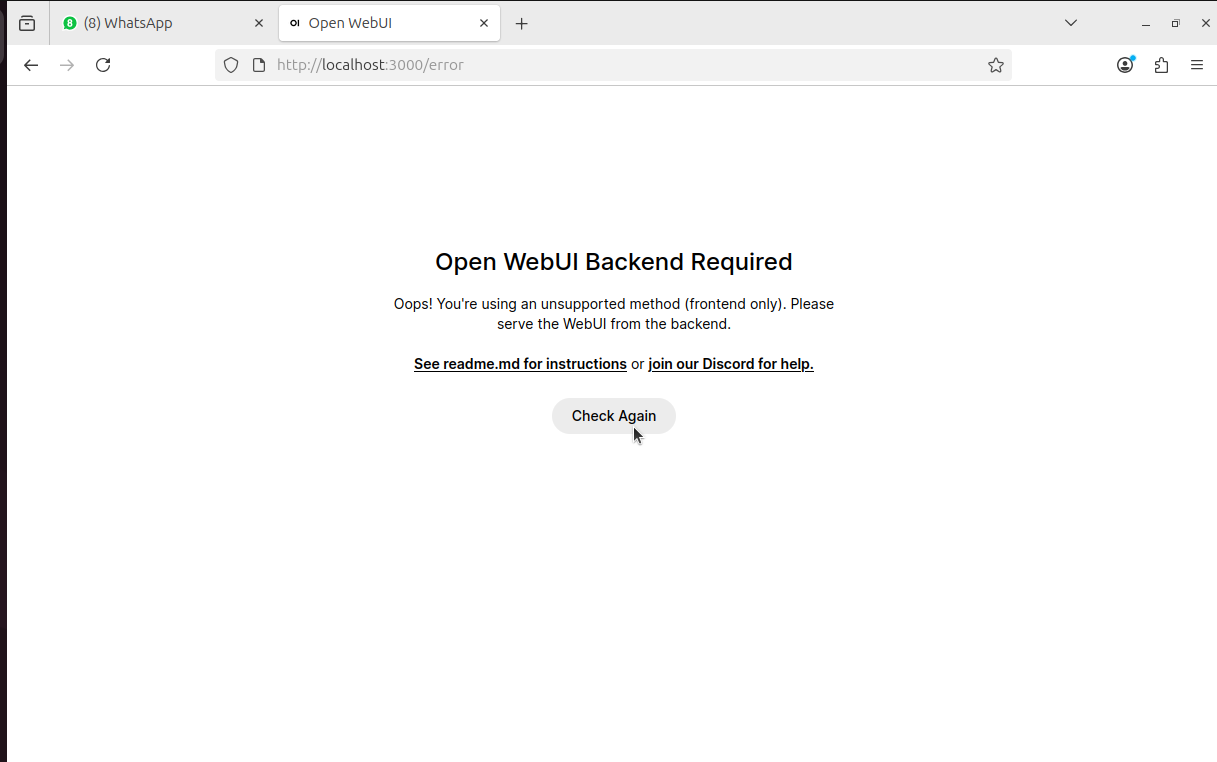 (8) WhatsApp
OI Open WebUI
http://localhost:3000/error
Open WebUI Backend Required
Oops! You're using an unsupported method (frontend only). Please
serve the WebUI from the backend.
See readme.md for instructions or join our Discord for help.
Check Again